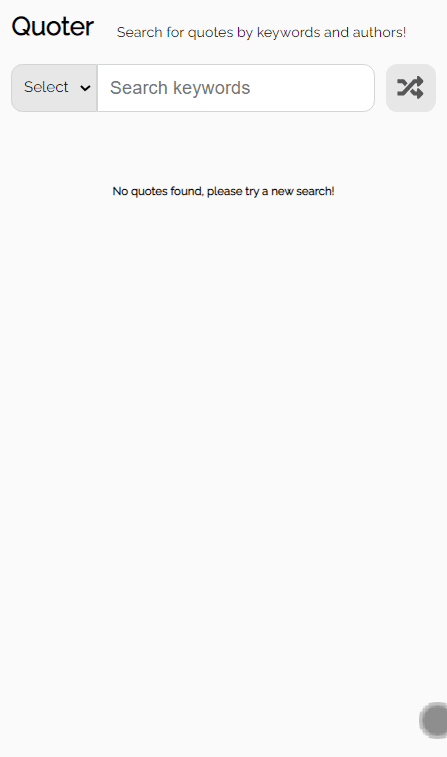 Quoter Search for quotes by keywords and authors!
Select Search keywords
No quotes found, please try a new search!